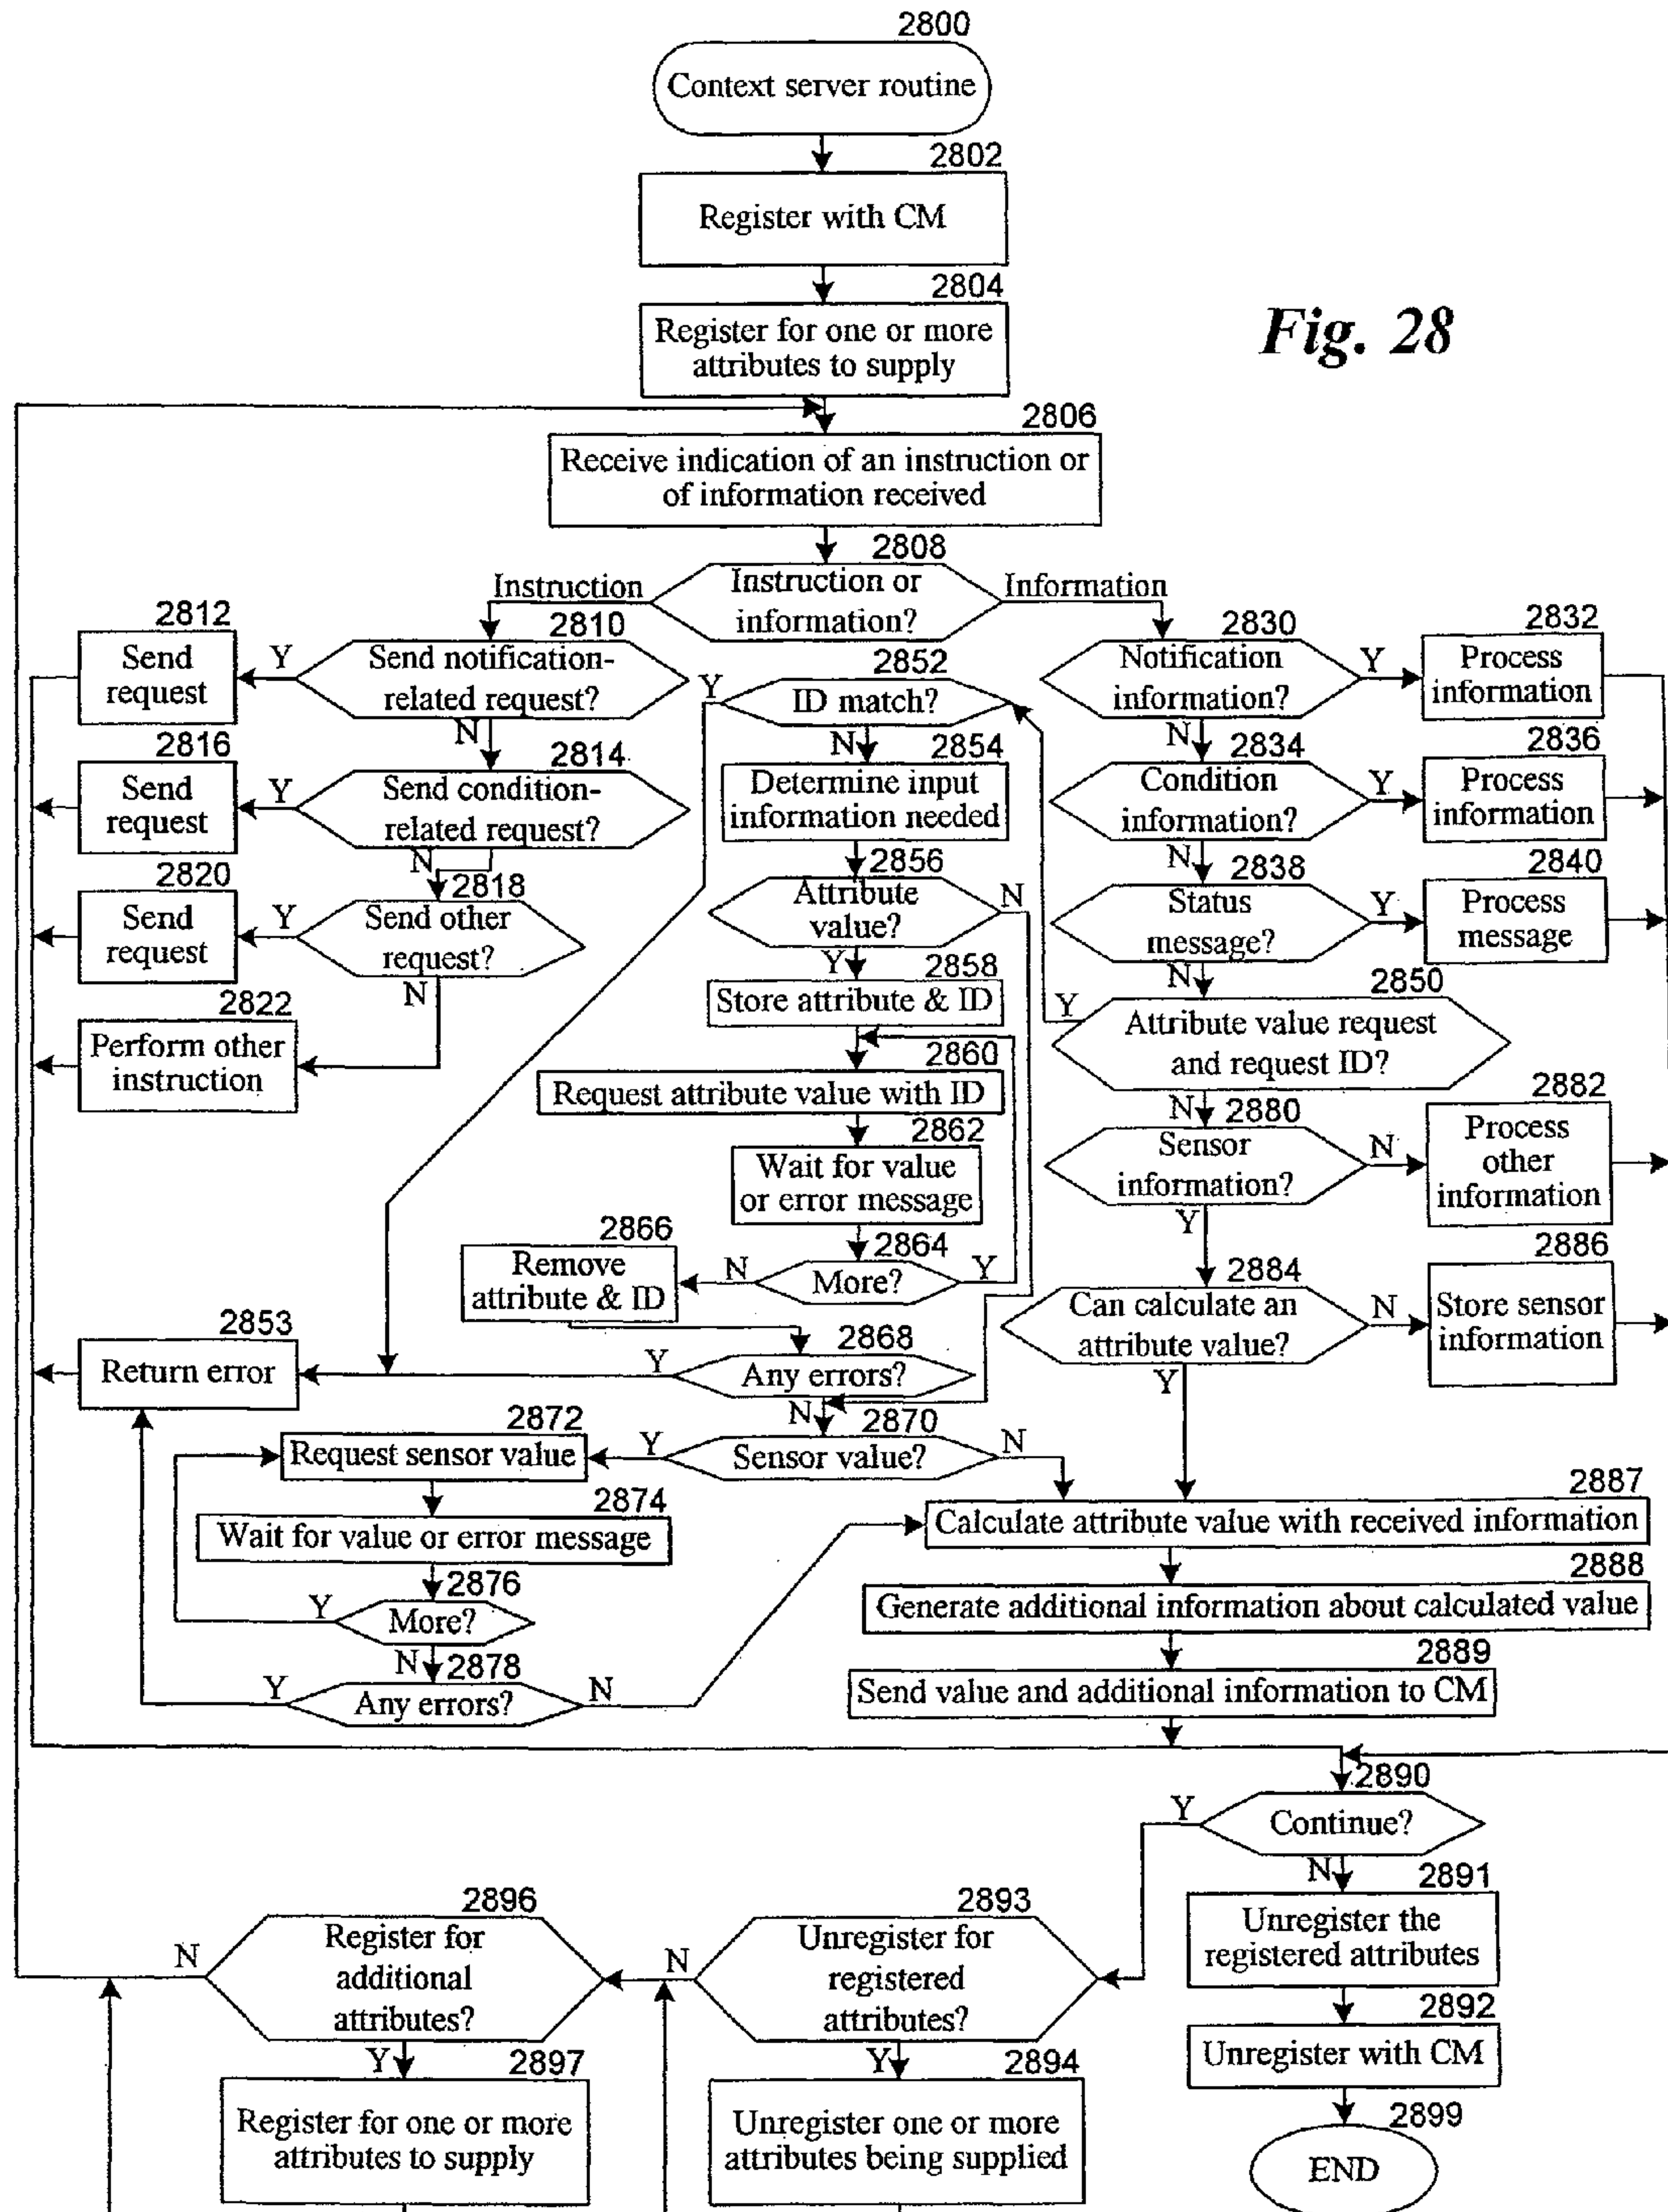 2800
Context server routine
2802
Register with CM
2804
Register for one or more
attributes to supply
Fig. 28
2806
Receive indication of an instruction or
of information received
2808
Instruction
Instruction or
information?
Information
2812
Send
request
Y
2810
Send notification-
related request?
N
2816
Send
request
Y
2814
Send condition-
related request?
N
2820
Send
request
Y
2818
Send other
request?
N
2822
Perform other
instruction
2852
Y
ID match?
N
2854
Determine input
information needed
2856
Attribute
value?
N
Y
2858
Store attribute & ID
2860
Request attribute value with ID
2862
Wait for value
or error message
2864
More?
Y
N
2866
Remove
attribute & ID
2868
Any errors?
Y
N
2853
Return error
2870
Sensor value?
Y
N
2872
Request sensor value
2874
Wait for value or error message
2876
More?
Y
N
2878
Any errors?
Y
N
2830
Notification
information?
Y
2832
Process
information
N
2834
Condition
information?
Y
2836
Process
information
N
2838
Status
message?
Y
2840
Process
message
N
2850
Y
Attribute value request
and request ID?
N
2880
Sensor
information?
N
2882
Process
other
information
Y
2884
Can calculate an
attribute value?
N
2886
Store sensor
information
Y
2887
Calculate attribute value with received information
2888
Generate additional information about calculated value
2889
Send value and additional information to CM
2890
Continue?
Y
N
2891
Unregister the
registered attributes
2892
Unregister with CM
2899
END
2893
Unregister for
registered
attributes?
N
Y
2894
Unregister one or more
attributes being supplied
2896
Register for
additional
attributes?
N
Y
2897
Register for one or more
attributes to supply